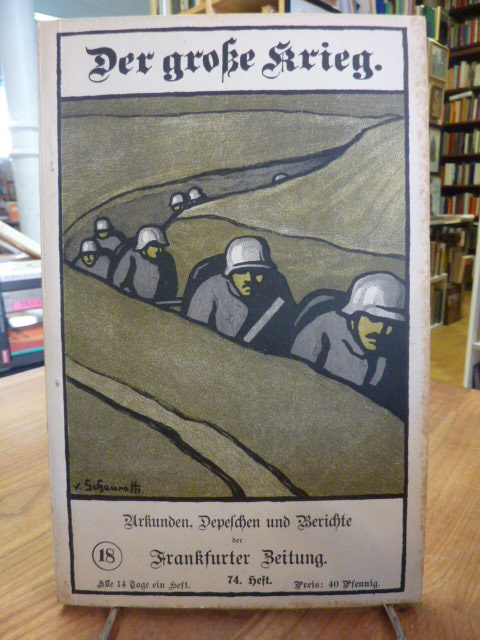 Der große Krieg.
v. Schauroth
Urkunden, Depeschen und Berichte
der
18
Frankfurter Zeitung.
Alle 14 Tage ein Heft.
74. Heft.
Preis: 40 Pfennig.